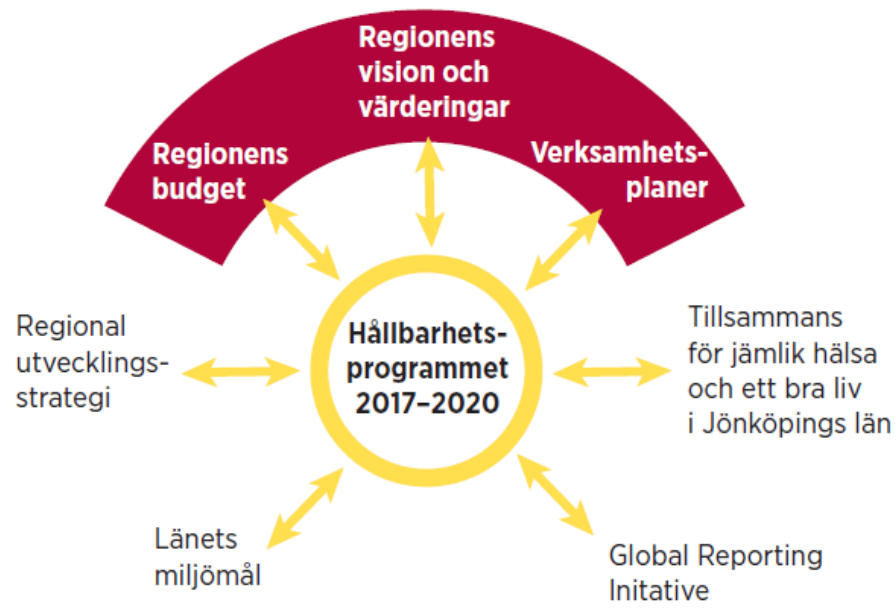 Regionens
vision och
värderingar
Regionens
budget
Verksamhets-
planer
Hållbarhets-
programmet
2017–2020
Regional
utvecklings-
strategi
Tillsammans
för jämlik hälsa
och ett bra liv
i Jönköpings län
Länets
miljömål
Global Reporting
Initative